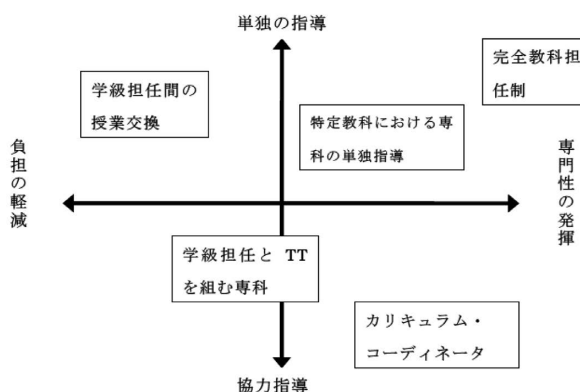 単独の指導
完全教科担
任制
学級担任間の
授業交換
特定教科における専
科の単独指導
負担の軽減
専門性の発揮
学級担任と TT
を組む専科
カリキュラム・
コーディネータ
協力指導